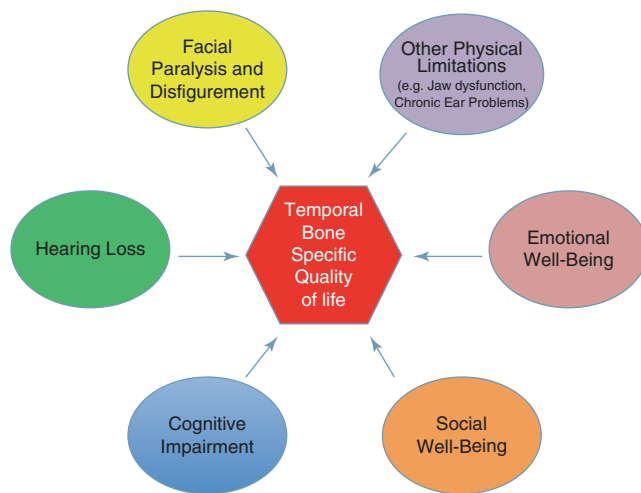 Facial
Paralysis and
Disfigurement
Other Physical
Limitations
(e.g. Jaw dysfunction,
Chronic Ear Problems)
Hearing Loss
Temporal
Bone
Specific
Quality
of life
Emotional
Well-Being
Cognitive
Impairment
Social
Well-Being